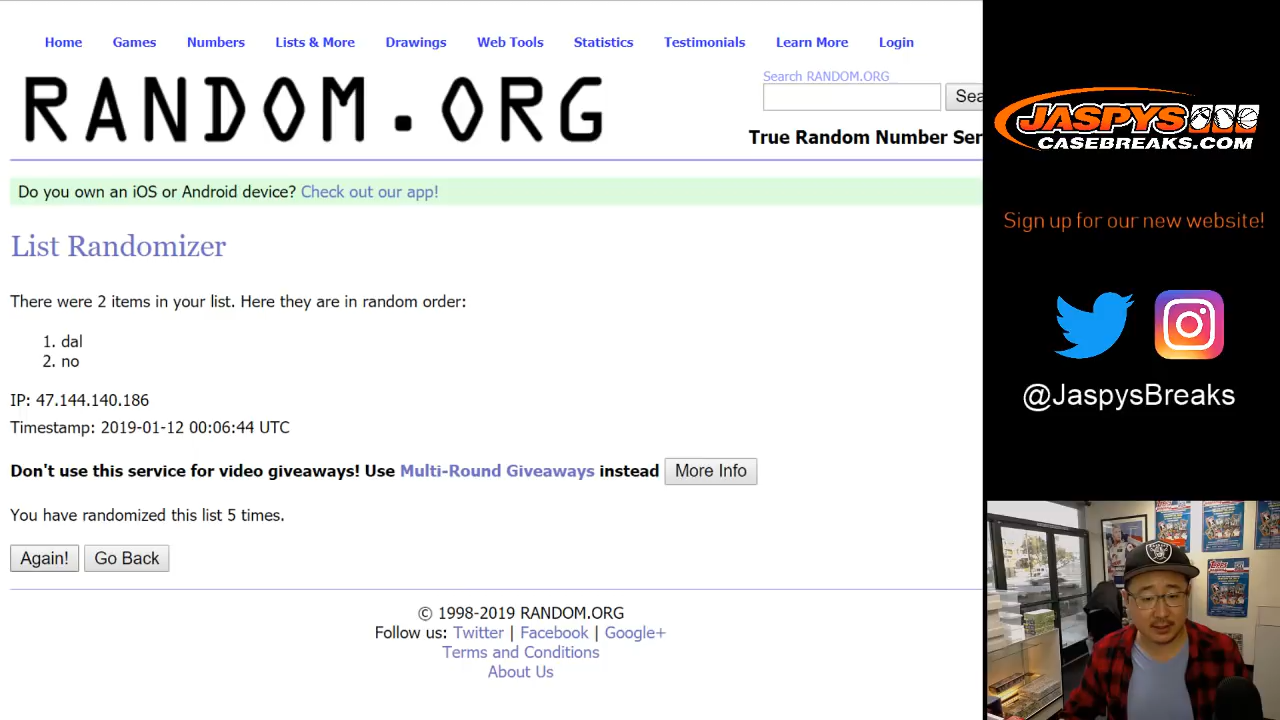 Home Games Numbers Lists & More Drawings Web Tools Statistics Testimonials Learn More Login
RANDOM.ORG
Search RANDOM.ORG
Sea
True Random Number Ser
Do you own an iOS or Android device? Check out our app!
List Randomizer
There were 2 items in your list. Here they are in random order:
1. dal
2. no
IP: 47.144.140.186
Timestamp: 2019-01-12 00:06:44 UTC
Don't use this service for video giveaways! Use Multi-Round Giveaways instead More Info
You have randomized this list 5 times.
Again! Go Back
© 1998-2019 RANDOM.ORG
Follow us: Twitter | Facebook | Google+
Terms and Conditions
About Us
JASPYS
CASEBREAKS.COM
Sign up for our new website!
@JaspysBreaks
Topps